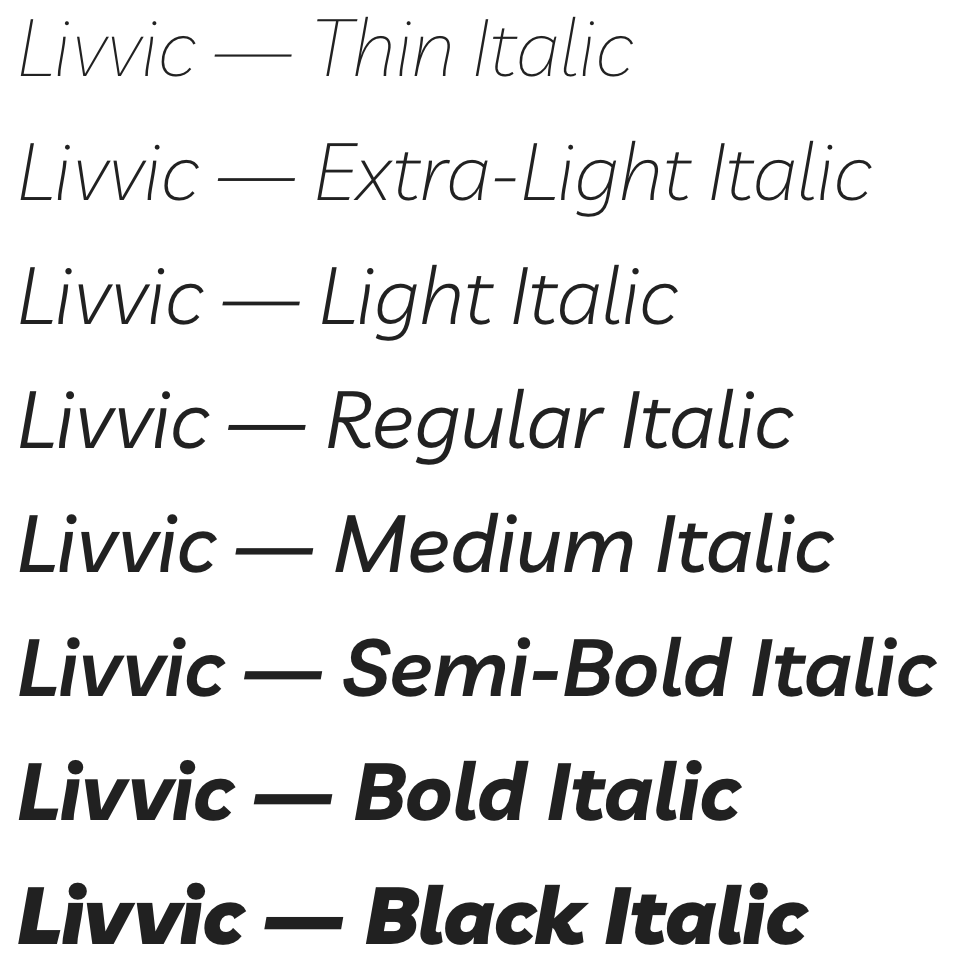 Livvic — Thin Italic
Livvic — Extra-Light Italic
Livvic — Light Italic
Livvic — Regular Italic
Livvic — Medium Italic
Livvic — Semi-Bold Italic
Livvic — Bold Italic
Livvic — Black Italic